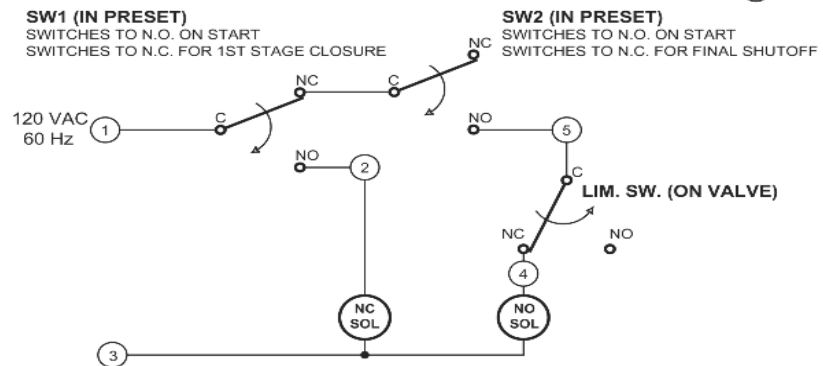 SW1 (IN PRESET)
SWITCHES TO N.O. ON START
SWITCHES TO N.C. FOR 1ST STAGE CLOSURE
SW2 (IN PRESET)
SWITCHES TO N.O. ON START
SWITCHES TO N.C. FOR FINAL SHUTOFF
NC
NC
C
C
120 VAC
60 Hz
1
NO
5
NO
2
C
LIM. SW. (ON VALVE)
NC
NO
4
NC
SOL
NO
SOL
3